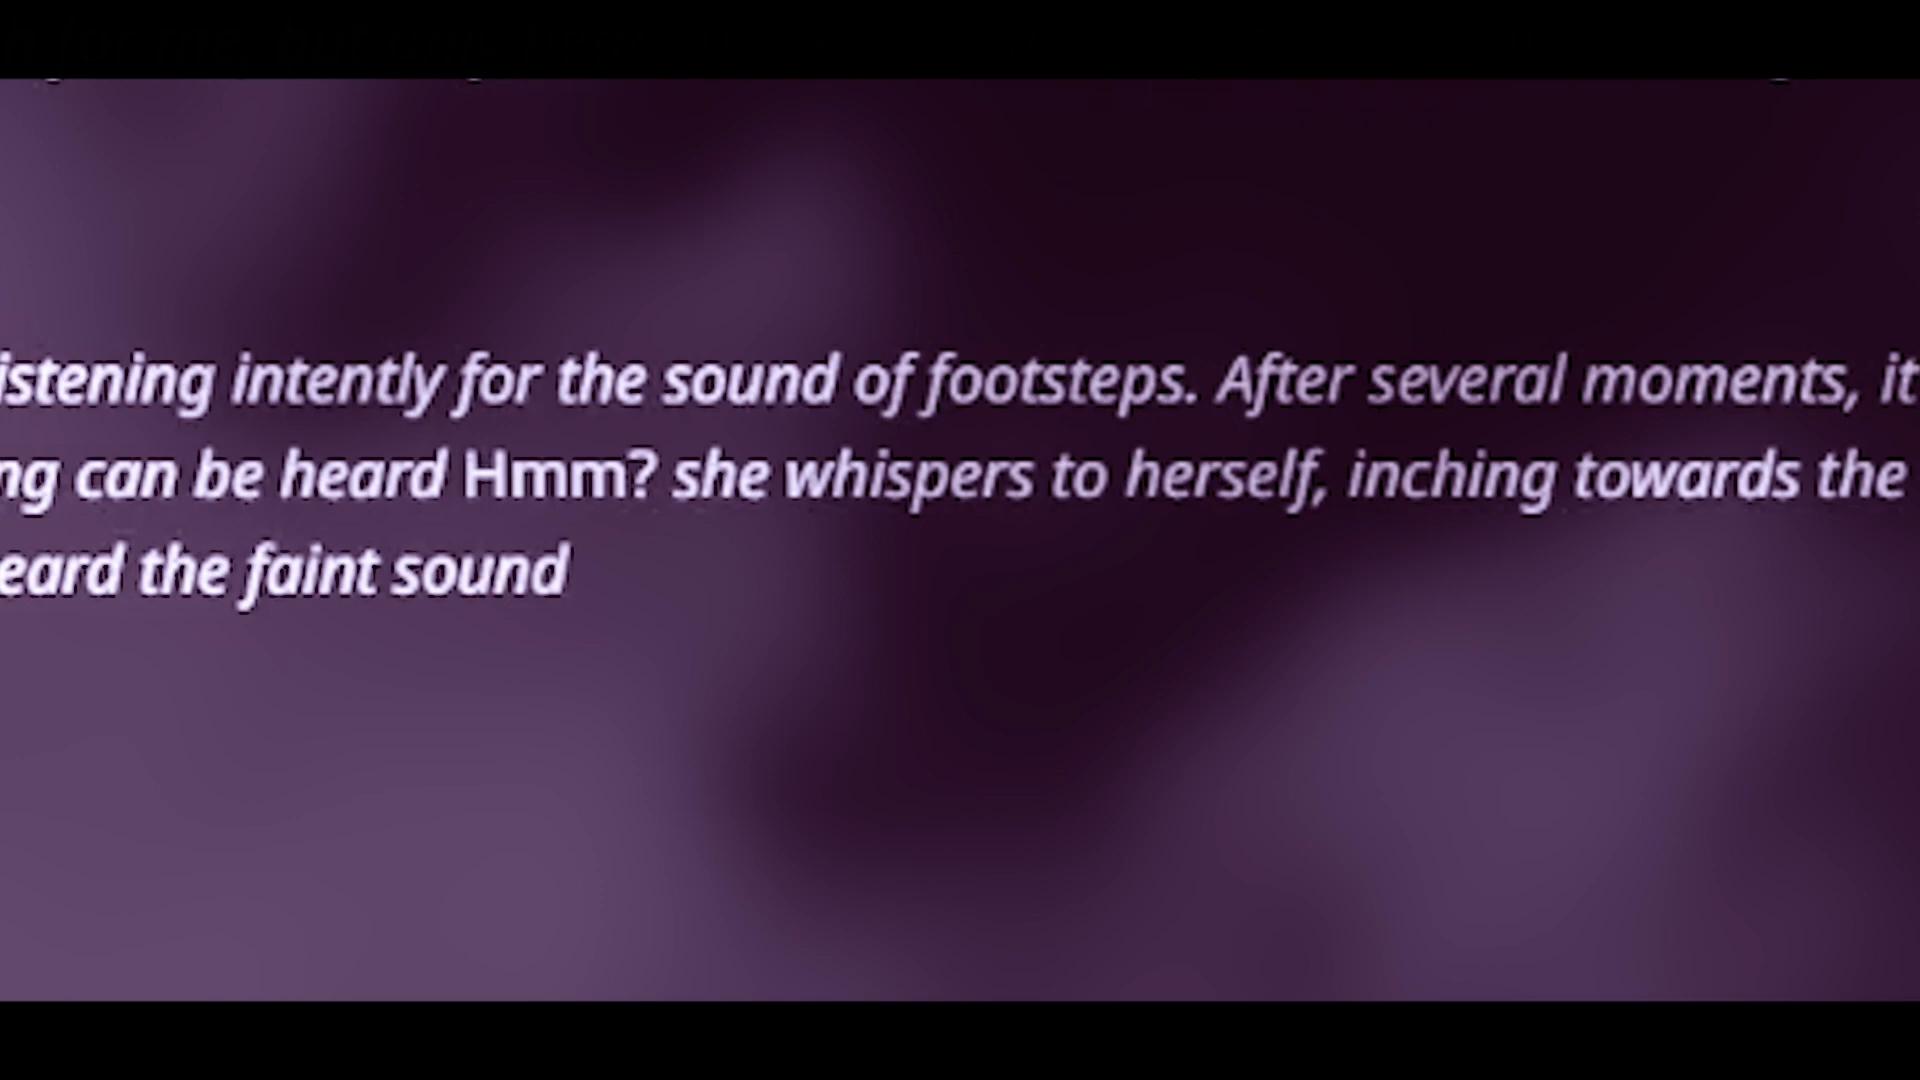 istening intently for the sound of footsteps. After several moments, it
ng can be heard Hmm? she whispers to herself, inching towards the
eard the faint sound